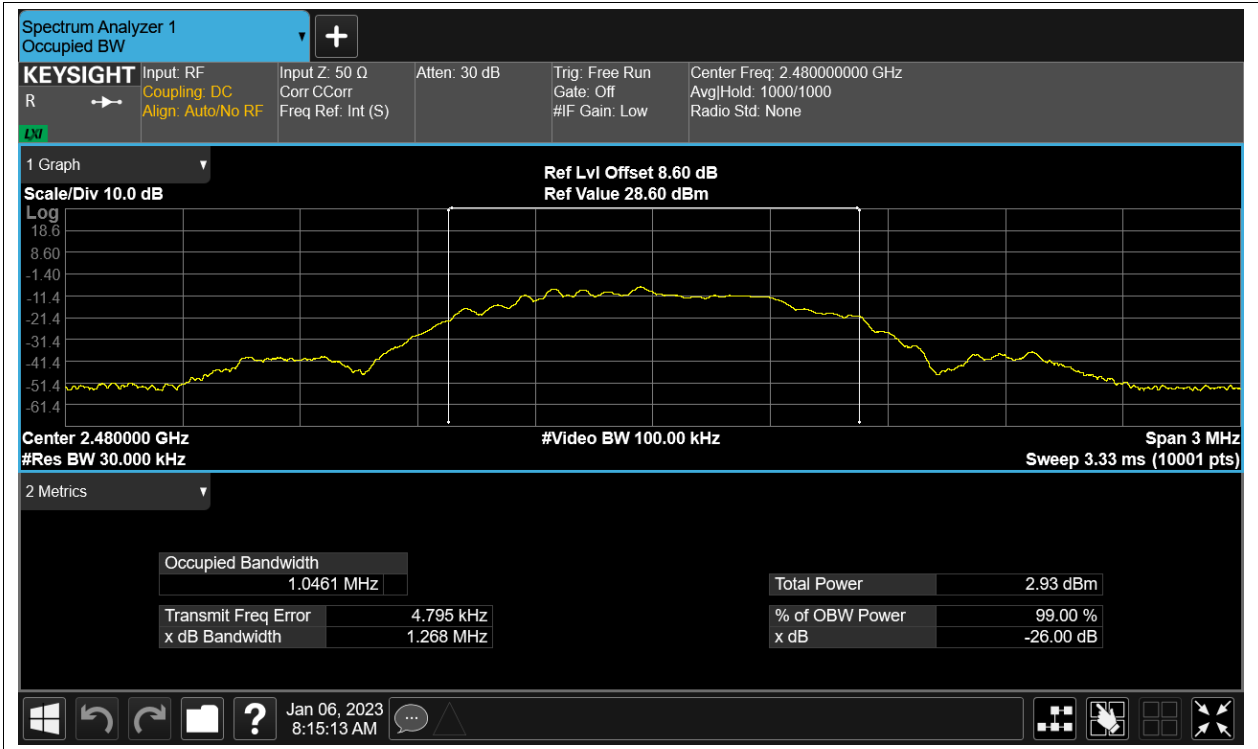 Spectrum Analyzer 1
Occupied BW
+
KEYSIGHT
R
LXI
Input: RF
Coupling: DC
Align: Auto/No RF
Input Z: 50 Ω
Corr CCorr
Freq Ref: Int (S)
Atten: 30 dB
Trig: Free Run
Gate: Off
#IF Gain: Low
Center Freq: 2.480000000 GHz
Avg|Hold: 1000/1000
Radio Std: None
1 Graph
Scale/Div 10.0 dB
Ref Lvl Offset 8.60 dB
Ref Value 28.60 dBm
Log
18.6
8.60
-1.40
-11.4
-21.4
-31.4
-41.4
-51.4
-61.4
Center 2.480000 GHz
#Res BW 30.000 kHz
#Video BW 100.00 kHz
Span 3 MHz
Sweep 3.33 ms (10001 pts)
2 Metrics
Occupied Bandwidth
1.0461 MHz
Transmit Freq Error 4.795 kHz
x dB Bandwidth 1.268 MHz
Total Power 2.93 dBm
% of OBW Power 99.00 %
x dB -26.00 dB
?
Jan 06, 2023
8:15:13 AM